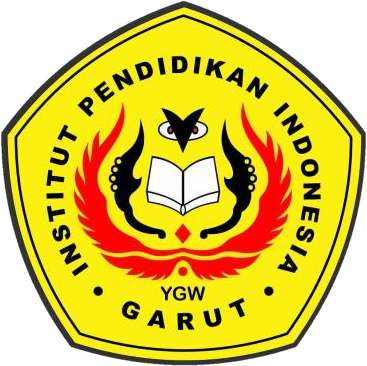 INSTITUT PENDIDIKAN INDONESIA
YGW
GARUT